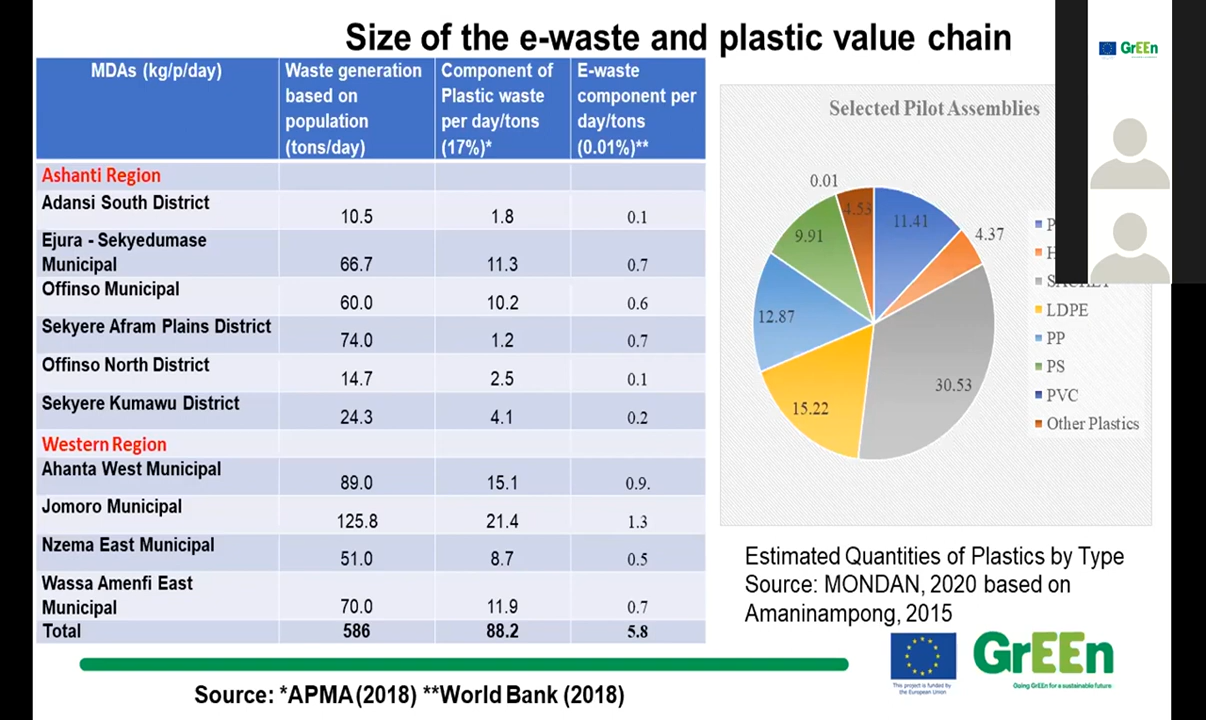 Size of the e-waste and plastic value chain
MDAs (kg/p/day)
Waste generation
based on
population
(tons/day)
Component of
Plastic waste
per day/tons
(17%)*
E-waste
component per
day/tons
(0.01%)**
Ashanti Region
Adansi South District
10.5 1.8 0.1
Ejura - Sekyedumase
Municipal
66.7 11.3 0.7
Offinso Municipal
60.0 10.2 0.6
Sekyere Afram Plains District
74.0 1.2 0.7
Offinso North District
14.7 2.5 0.1
Sekyere Kumawu District
24.3 4.1 0.2
Western Region
Ahanta West Municipal
89.0 15.1 0.9.
Jomoro Municipal
125.8 21.4 1.3
Nzema East Municipal
51.0 8.7 0.5
Wassa Amenfi East
Municipal
70.0 11.9 0.7
Total 586 88.2 5.8
Source: *APMA (2018) **World Bank (2018)
Selected Pilot Assemblies
0.01
4.53
11.41
4.37
9.91
12.87
15.22
30.53
LDPE
PP
PS
PVC
Other Plastics
Estimated Quantities of Plastics by Type
Source: MONDAN, 2020 based on
Amaninampong, 2015
This project is funded by
the European Union
GrEEn
Going GrEEn for a sustainable future
GrEEn